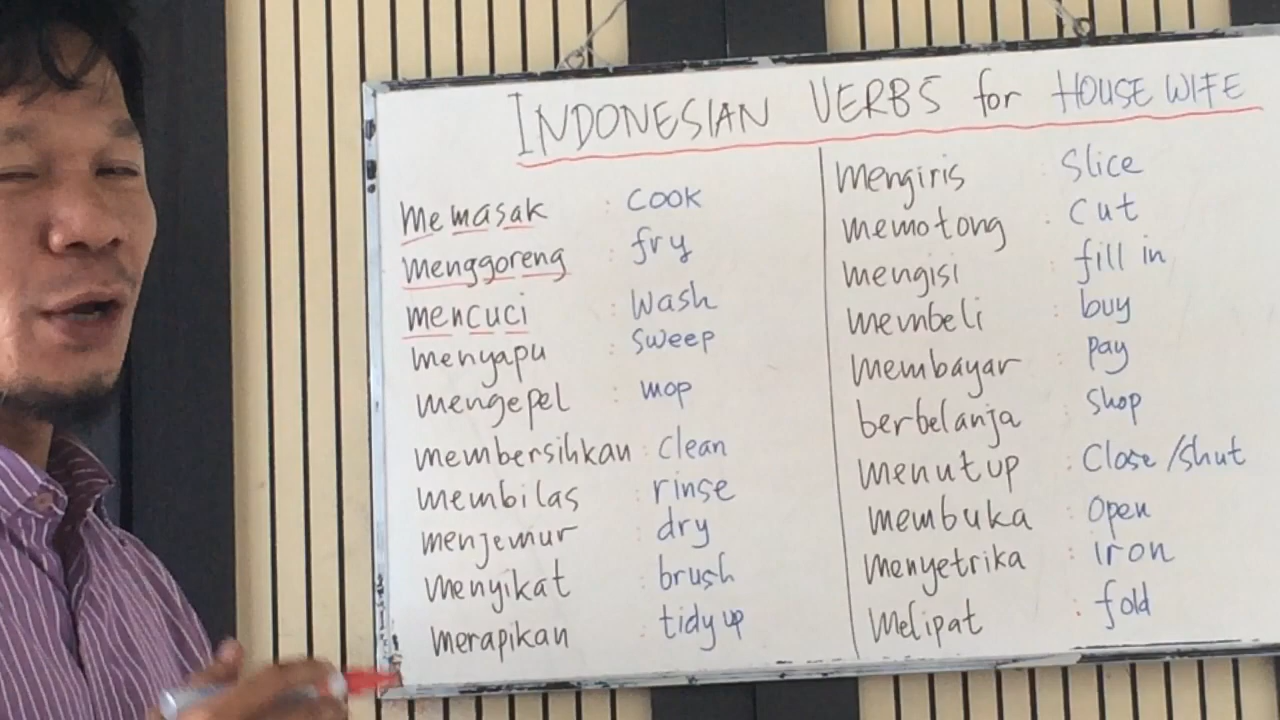 INDONESIAN VERBS for HOUSE WIFE
memasak : cook
menggoreng : fry
mencuci : wash
menyapu : sweep
mengepel : mop
membersihkan : clean
membilas : rinse
menjemur : dry
menyikat : brush
merapikan : tidy up
mengiris : slice
memotong : cut
mengisi : fill in
membeli : buy
membayar : pay
berbelanja : shop
menutup : close/shut
membuka : open
menyetrika : iron
melipat : fold